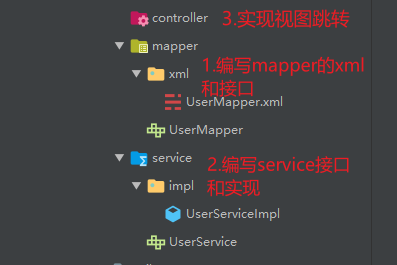 controller 3.实现视图跳转
mapper
xml 1.编写mapper的xml
和接口
UserMapper.xml
UserMapper
service 2.编写service接口
impl 和实现
UserServiceImpl
UserService